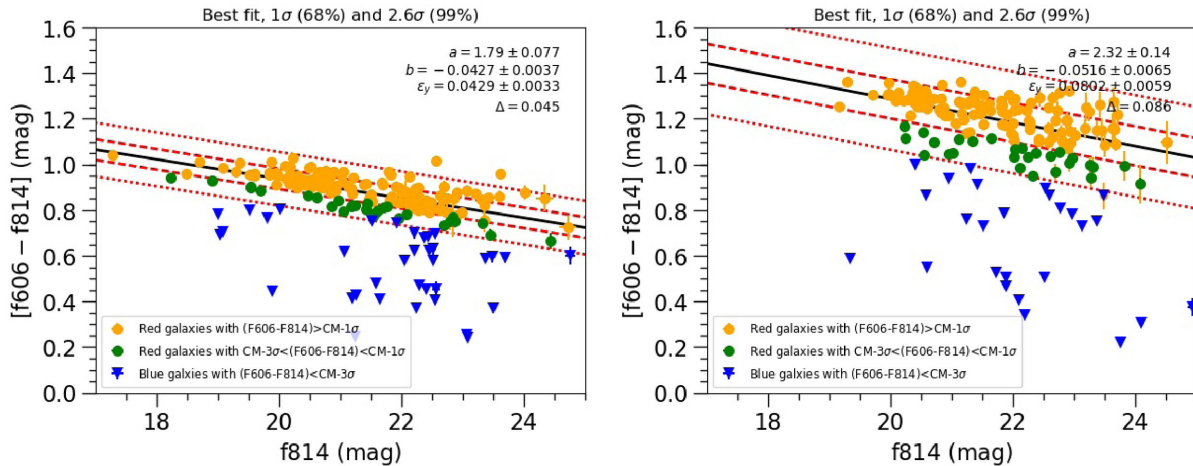 Best fit, 1σ (68%) and 2.6σ (99%)
a = 1.79 ± 0.077
b = −0.0427 ± 0.0037
εy = 0.0429 ± 0.0033
Δ = 0.045
[f606 − f814] (mag)
1.6
1.4
1.2
1.0
0.8
0.6
0.4
0.2
0.0
Red galaxies with (F606-F814)>CM-1σ
Red galaxies with CM-3σ<(F606-F814)<CM-1σ
Blue galxies with (F606-F814)<CM-3σ
18 20 22 24
f814 (mag)
Best fit, 1σ (68%) and 2.6σ (99%)
a = 2.32 ± 0.14
b = −0.0516 ± 0.0065
εy = 0.0802 ± 0.0059
Δ = 0.086
[f606 − f814] (mag)
1.6
1.4
1.2
1.0
0.8
0.6
0.4
0.2
0.0
Red galaxies with (F606-F814)>CM-1σ
Red galaxies with CM-3σ<(F606-F814)<CM-1σ
Blue galaxies with (F606-F814)<CM-3σ
18 20 22 24
f814 (mag)